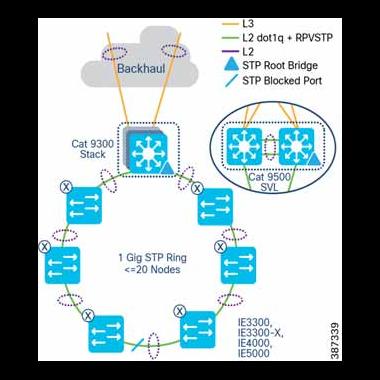 L3
L2 dot1q + RPVSTP
L2
STP Root Bridge
STP Blocked Port
Backhaul
Cat 9300
Stack
Cat 9500
SVL
X
X
X
X
X
X
1 Gig STP Ring
<=20 Nodes
IE3300,
IE3300-X,
IE4000,
IE5000
387339